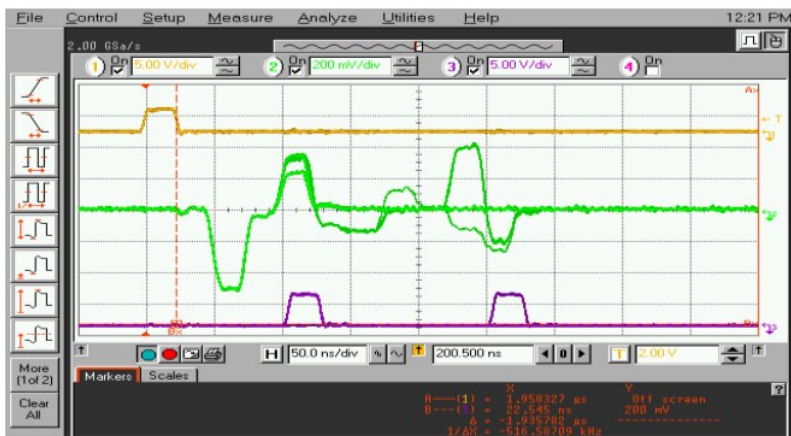 File Control Setup Measure Analyze Utilities Help 12:21 PM
2.00 GSa/s
1 On 5.00 V/div 2 On 200 mV/div 3 On 5.00 V/div 4 On
Ax
T
H 50.0 ns/div 200.500 ns 0 T 2.00 V
More
(1 of 2)
Clear
All
Markers Scales
?
X Y
A—(1) = 1.958327 µs Off screen
B—(3) = 22.545 ns 200 mV
Δ = -1.935782 µs
1/ΔX = -516.58709 kHz